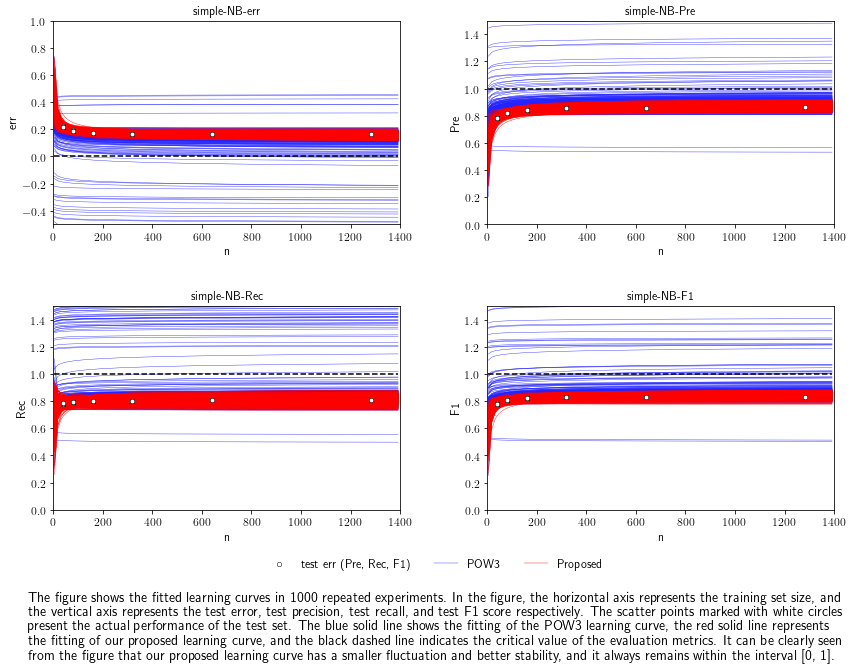 simple-NB-err
1.0
0.8
0.6
0.4
0.2
0.0
−0.2
−0.4
err
0 200 400 600 800 1000 1200 1400
n
simple-NB-Pre
1.4
1.2
1.0
0.8
0.6
0.4
0.2
0.0
Pre
0 200 400 600 800 1000 1200 1400
n
simple-NB-Rec
1.4
1.2
1.0
0.8
0.6
0.4
0.2
0.0
Rec
0 200 400 600 800 1000 1200 1400
n
simple-NB-F1
1.4
1.2
1.0
0.8
0.6
0.4
0.2
0.0
F1
0 200 400 600 800 1000 1200 1400
n
test err (Pre, Rec, F1) POW3 Proposed
The figure shows the fitted learning curves in 1000 repeated experiments. In the figure, the horizontal axis represents the training set size, and
the vertical axis represents the test error, test precision, test recall, and test F1 score respectively. The scatter points marked with white circles
present the actual performance of the test set. The blue solid line shows the fitting of the POW3 learning curve, the red solid line represents
the fitting of our proposed learning curve, and the black dashed line indicates the critical value of the evaluation metrics. It can be clearly seen
from the figure that our proposed learning curve has a smaller fluctuation and better stability, and it always remains within the interval [0, 1].